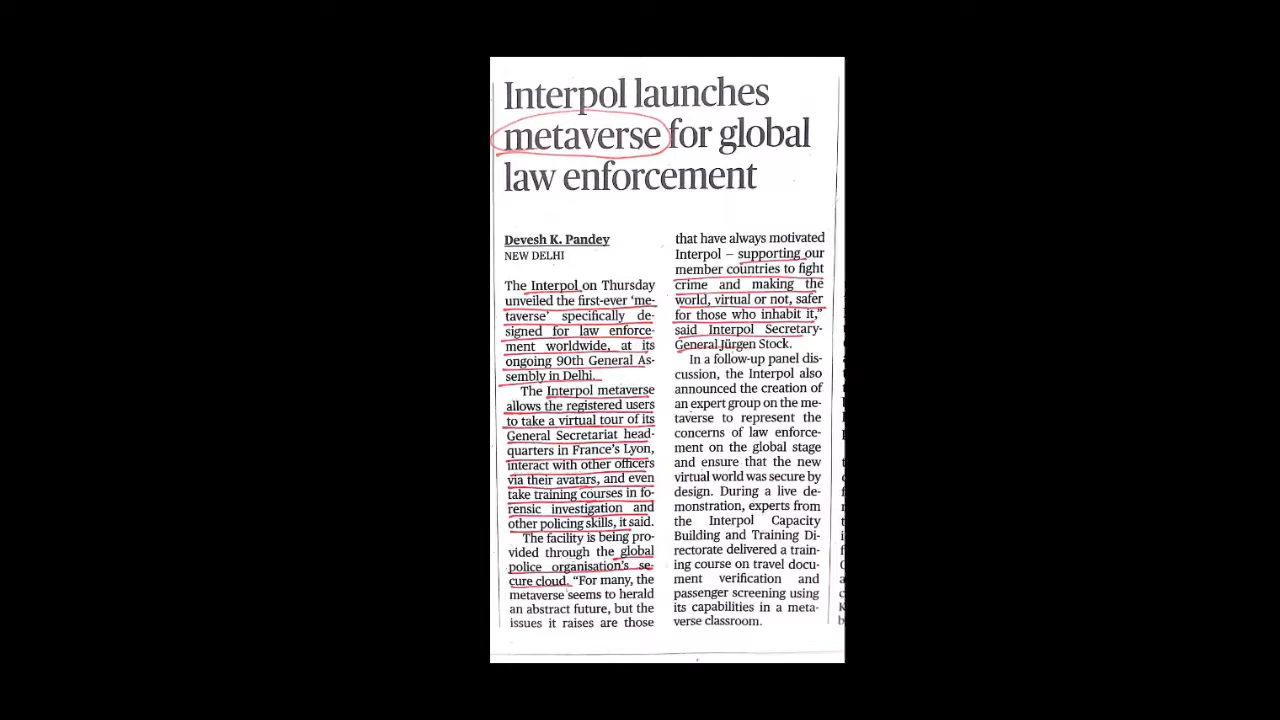 Interpol launches
metaverse for global
law enforcement
Devesh K. Pandey
NEW DELHI
The Interpol on Thursday
unveiled the first-ever ‘me-
taverse’ specifically de-
signed for law enforce-
ment worldwide, at its
ongoing 90th General As-
sembly in Delhi.
The Interpol metaverse
allows the registered users
to take a virtual tour of its
General Secretariat head-
quarters in France’s Lyon,
interact with other officers
via their avatars, and even
take training courses in fo-
rensic investigation and
other policing skills, it said.
The facility is being pro-
vided through the global
police organisation’s se-
cure cloud. “For many, the
metaverse seems to herald
an abstract future, but the
issues it raises are those
that have always motivated
Interpol – supporting our
member countries to fight
crime and making the
world, virtual or not, safer
for those who inhabit it,”
said Interpol Secretary-
General Jürgen Stock.
In a follow-up panel dis-
cussion, the Interpol also
announced the creation of
an expert group on the me-
taverse to represent the
concerns of law enforce-
ment on the global stage
and ensure that the new
virtual world was secure by
design. During a live de-
monstration, experts from
the Interpol Capacity
Building and Training Di-
rectorate delivered a train-
ing course on travel docu-
ment verification and
passenger screening using
its capabilities in a meta-
verse classroom.